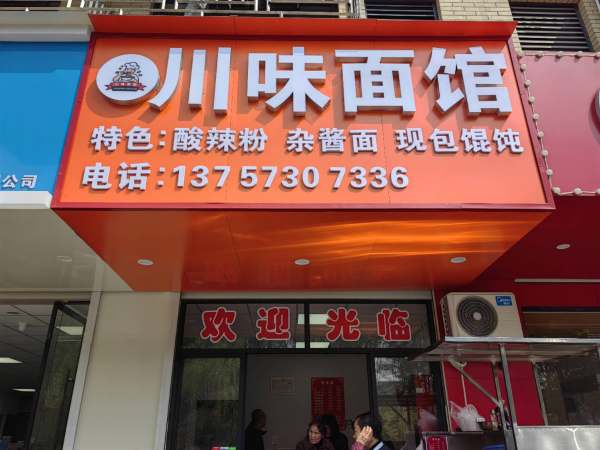 川味面馆
特色：酸辣粉 杂酱面 现包馄饨
电话：137 5730 7336
公司
欢迎光临